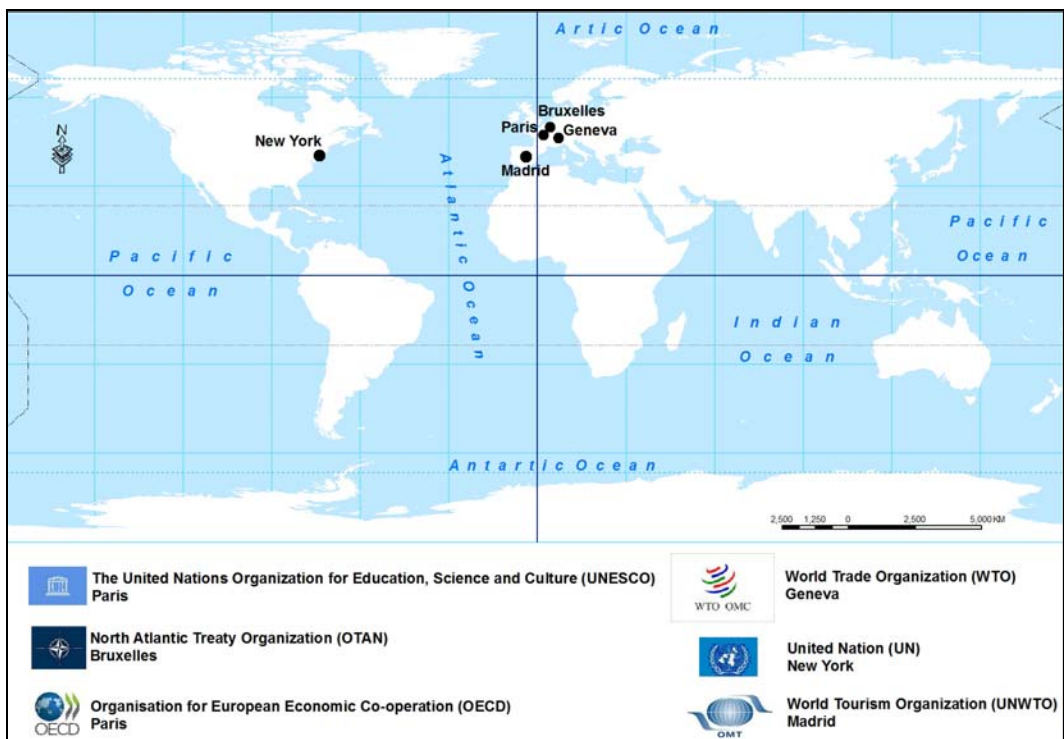 Artic Ocean
N
New York
Bruxelles
Paris
Geneva
Madrid
Atlantic Ocean
Pacific
Ocean
Pacific
Ocean
Indian
Ocean
Antartic Ocean
2,500 1,250 0 2,500 5,000 KM
The United Nations Organization for Education, Science and Culture (UNESCO)
Paris
North Atlantic Treaty Organization (OTAN)
Bruxelles
OECD
Organisation for European Economic Co-operation (OECD)
Paris
WTO OMC
World Trade Organization (WTO)
Geneva
United Nation (UN)
New York
OMT
World Tourism Organization (UNWTO)
Madrid